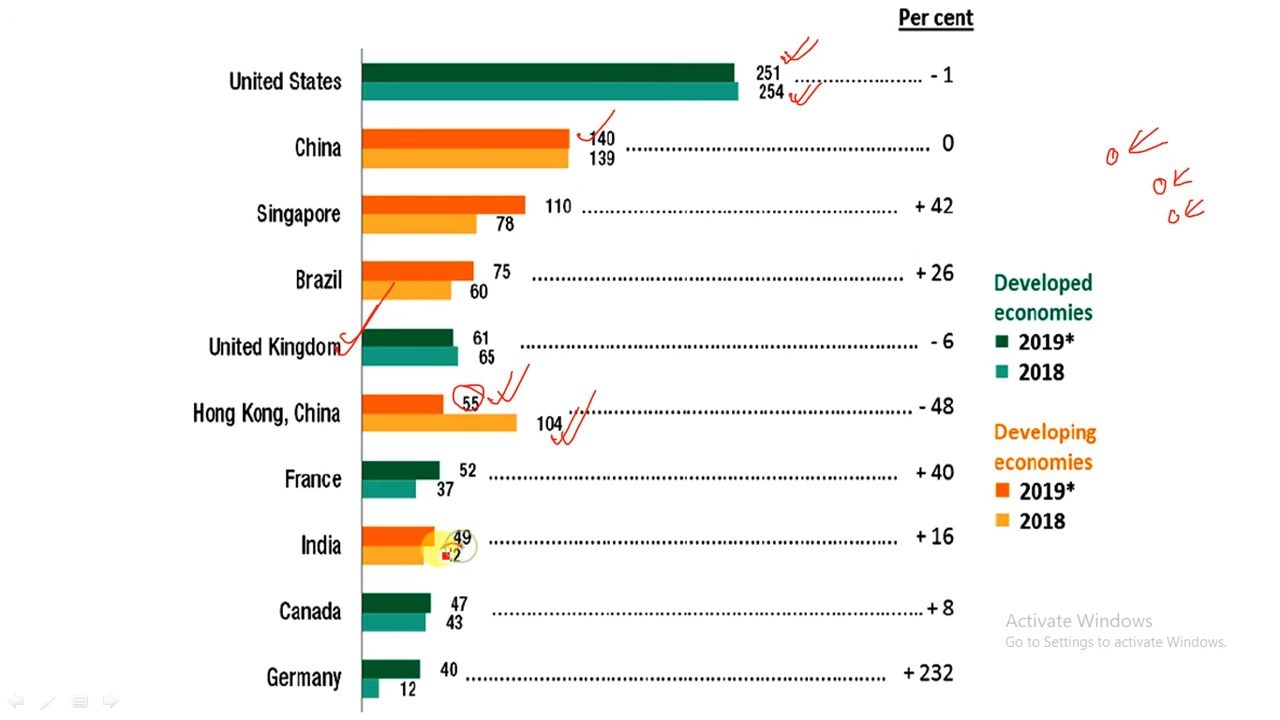 Per cent
United States 251 - 1
254
China 140 0
139
Singapore 110 + 42
78
Brazil 75 + 26
60
United Kingdom 61 - 6
65
Hong Kong, China 55 - 48
104
France 52 + 40
37
India 49 + 16
Canada 47 + 8
43
Germany 40 + 232
12
Developed
economies
2019*
2018
Developing
economies
2019*
2018
Activate Windows
Go to Settings to activate Windows.